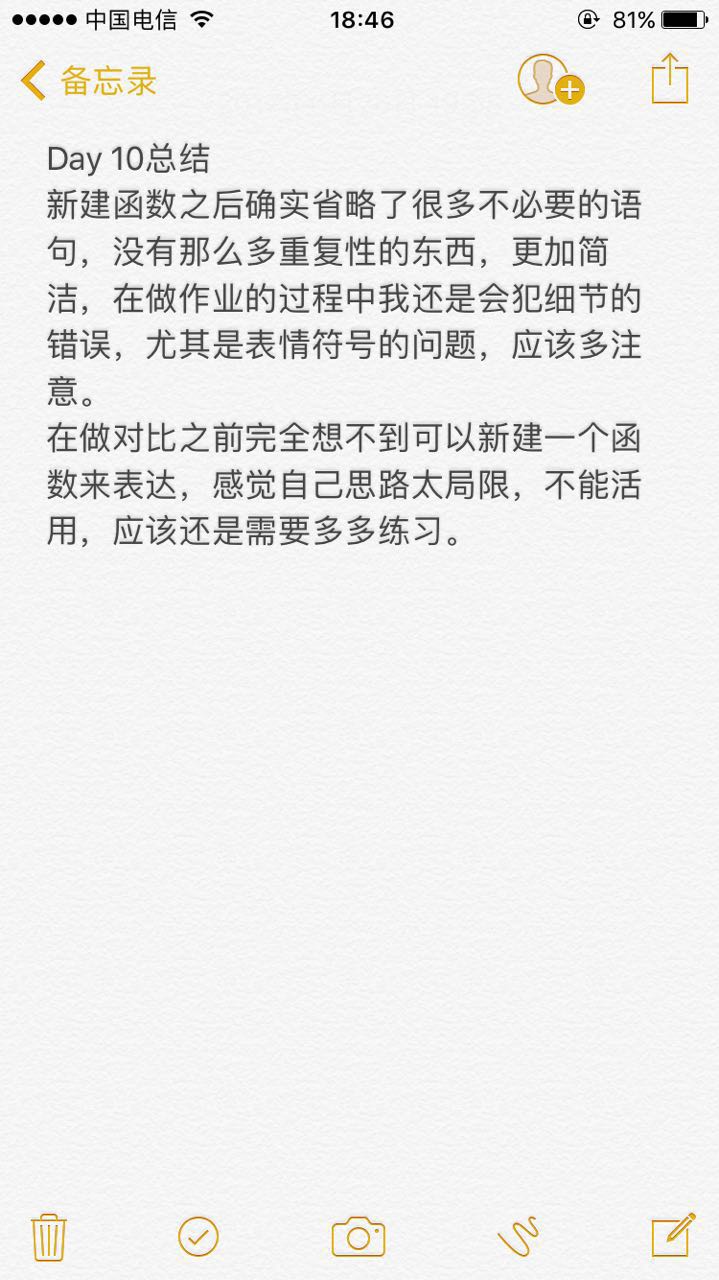 中国电信 18:46 81%
备忘录
Day 10总结
新建函数之后确实省略了很多不必要的语
句，没有那么多重复性的东西，更加简
洁，在做作业的过程中我还是会犯细节的
错误，尤其是表情符号的问题，应该多注
意。
在做对比之前完全想不到可以新建一个函
数来表达，感觉自己思路太局限，不能活
用，应该还是需要多多练习。